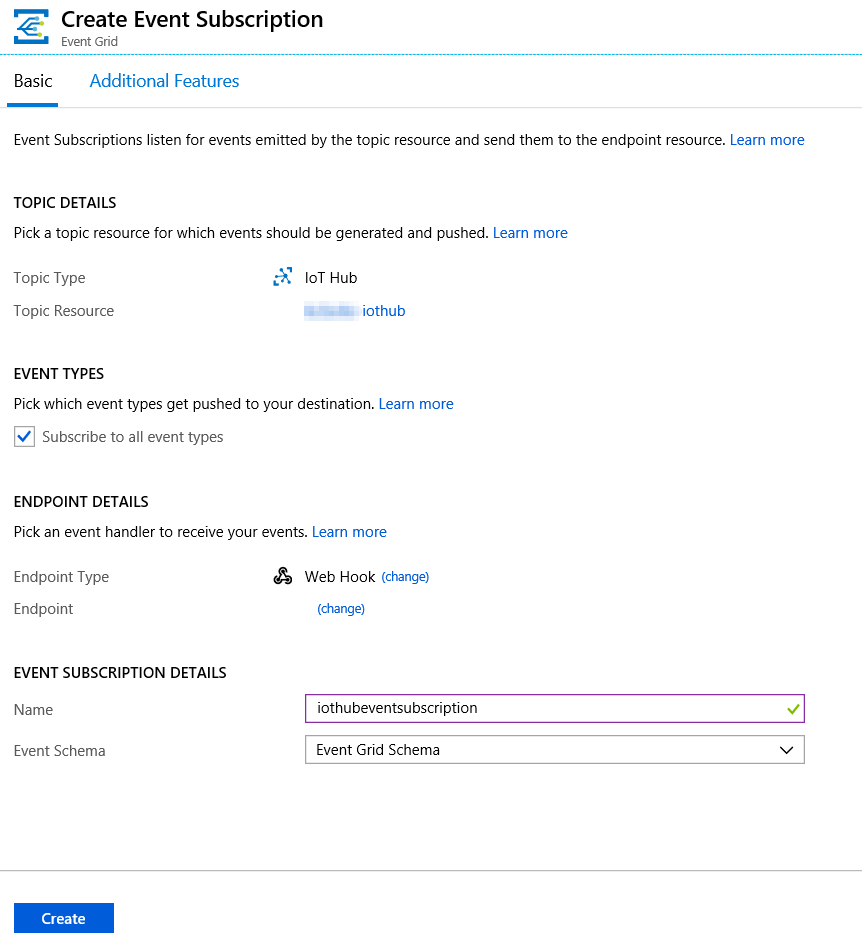 Create Event Subscription
Event Grid
Basic Additional Features
Event Subscriptions listen for events emitted by the topic resource and send them to the endpoint resource. Learn more
TOPIC DETAILS
Pick a topic resource for which events should be generated and pushed. Learn more
Topic Type IoT Hub
Topic Resource iothub
EVENT TYPES
Pick which event types get pushed to your destination. Learn more
Subscribe to all event types
ENDPOINT DETAILS
Pick an event handler to receive your events. Learn more
Endpoint Type Web Hook (change)
Endpoint (change)
EVENT SUBSCRIPTION DETAILS
Name iothubeventsubscription
Event Schema Event Grid Schema
Create